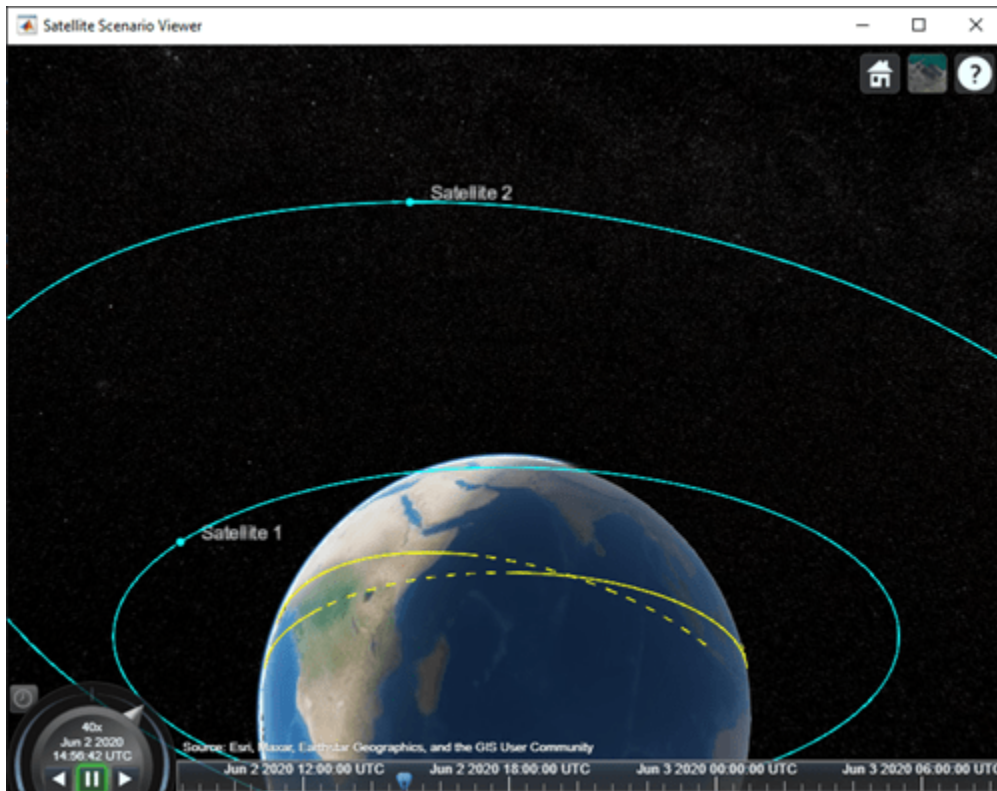 Satellite Scenario Viewer
?
Satellite 2
Satellite 1
40x
Jun 2 2020
14:56:42 UTC
Source: Esri, Maxar, Earthstar Geographics, and the GIS User Community
Jun 2 2020 12:00:00 UTC Jun 2 2020 18:00:00 UTC Jun 3 2020 00:00:00 UTC Jun 3 2020 06:00:00 UTC